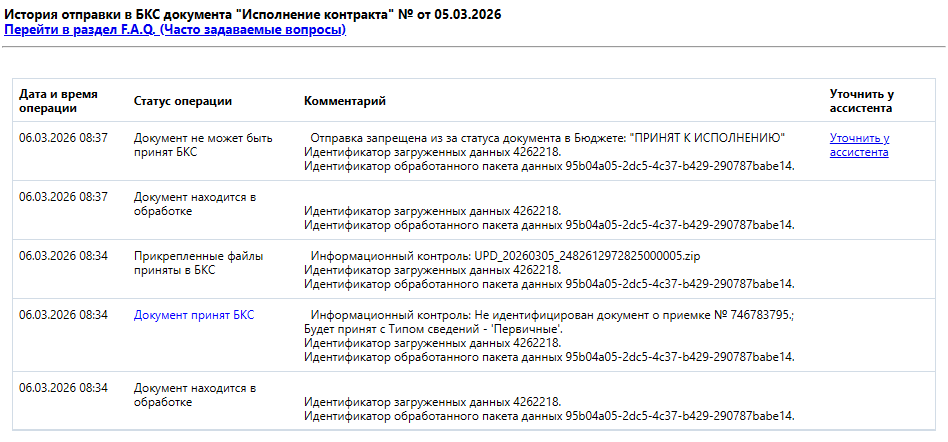 История отправки в БКС документа "Исполнение контракта" № от 05.03.2026
Перейти в раздел F.A.Q. (Часто задаваемые вопросы)
Дата и время операции
Статус операции
Комментарий
Уточнить у ассистента
06.03.2026 08:37
Документ не может быть принят БКС
Отправка запрещена из за статуса документа в Бюджете: "ПРИНЯТ К ИСПОЛНЕНИЮ"
Идентификатор загруженных данных 4262218.
Идентификатор обработанного пакета данных 95b04a05-2dc5-4c37-b429-290787babe14.
Уточнить у ассистента
06.03.2026 08:37
Документ находится в обработке
Идентификатор загруженных данных 4262218.
Идентификатор обработанного пакета данных 95b04a05-2dc5-4c37-b429-290787babe14.
06.03.2026 08:34
Прикрепленные файлы приняты в БКС
Информационный контроль: UPD_20260305_2482612972825000005.zip
Идентификатор загруженных данных 4262218.
Идентификатор обработанного пакета данных 95b04a05-2dc5-4c37-b429-290787babe14.
06.03.2026 08:34
Документ принят БКС
Информационный контроль: Не идентифицирован документ о приемке № 746783795.;
Будет принят с Типом сведений - 'Первичные'.
Идентификатор загруженных данных 4262218.
Идентификатор обработанного пакета данных 95b04a05-2dc5-4c37-b429-290787babe14.
06.03.2026 08:34
Документ находится в обработке
Идентификатор загруженных данных 4262218.
Идентификатор обработанного пакета данных 95b04a05-2dc5-4c37-b429-290787babe14.